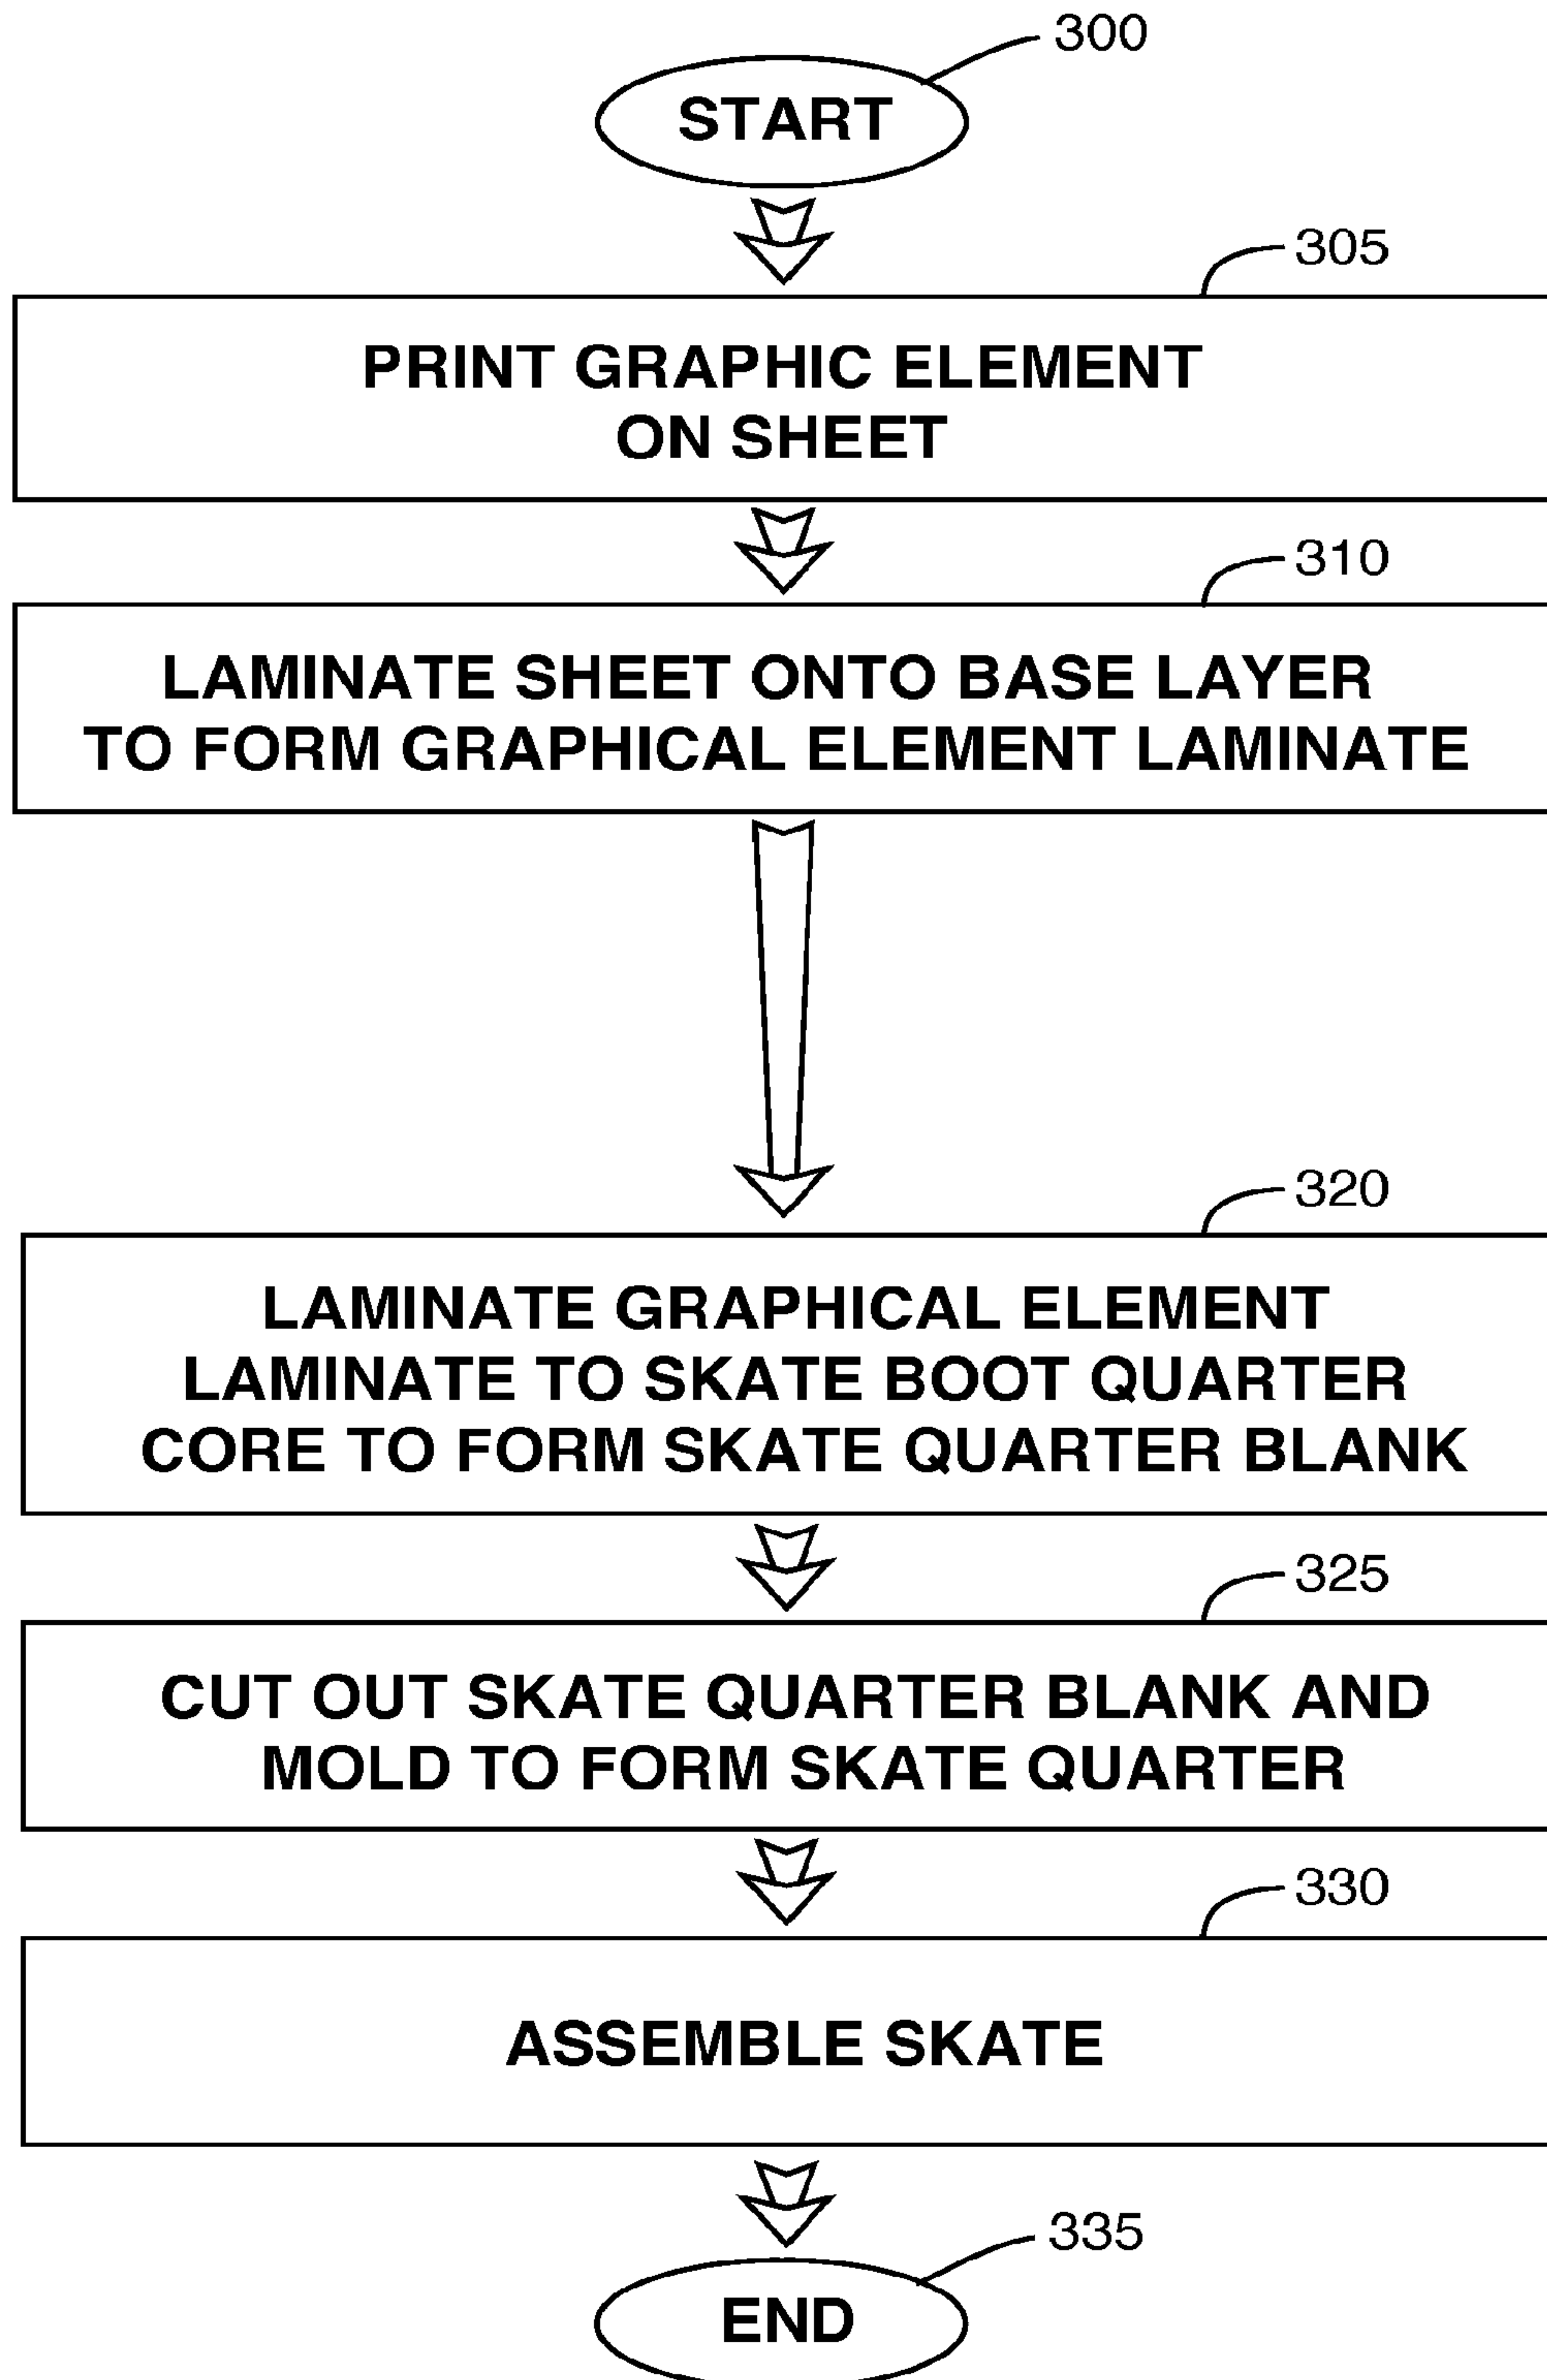 300
START
305
PRINT GRAPHIC ELEMENT
ON SHEET
310
LAMINATE SHEET ONTO BASE LAYER
TO FORM GRAPHICAL ELEMENT LAMINATE
320
LAMINATE GRAPHICAL ELEMENT
LAMINATE TO SKATE BOOT QUARTER
CORE TO FORM SKATE QUARTER BLANK
325
CUT OUT SKATE QUARTER BLANK AND
MOLD TO FORM SKATE QUARTER
330
ASSEMBLE SKATE
335
END